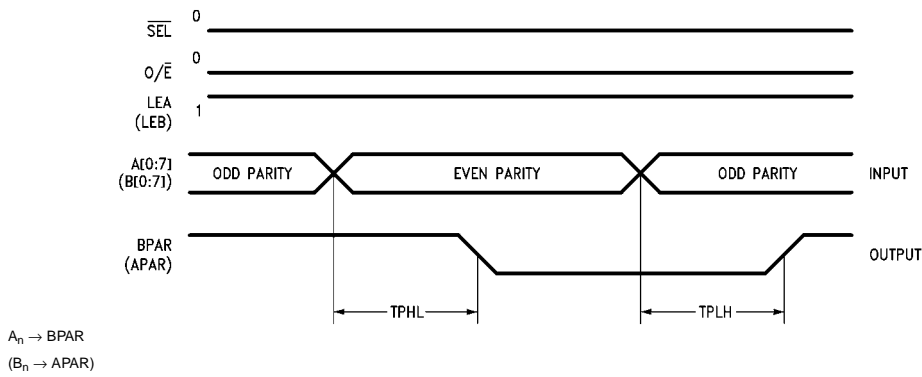 S̅E̅L̅ 0
O/E̅ 0
LEA
(LEB) 1
A[0:7]
(B[0:7]) ODD PARITY EVEN PARITY ODD PARITY INPUT
BPAR
(APAR) OUTPUT
TPHL TPLH
Aₙ → BPAR
(Bₙ → APAR)